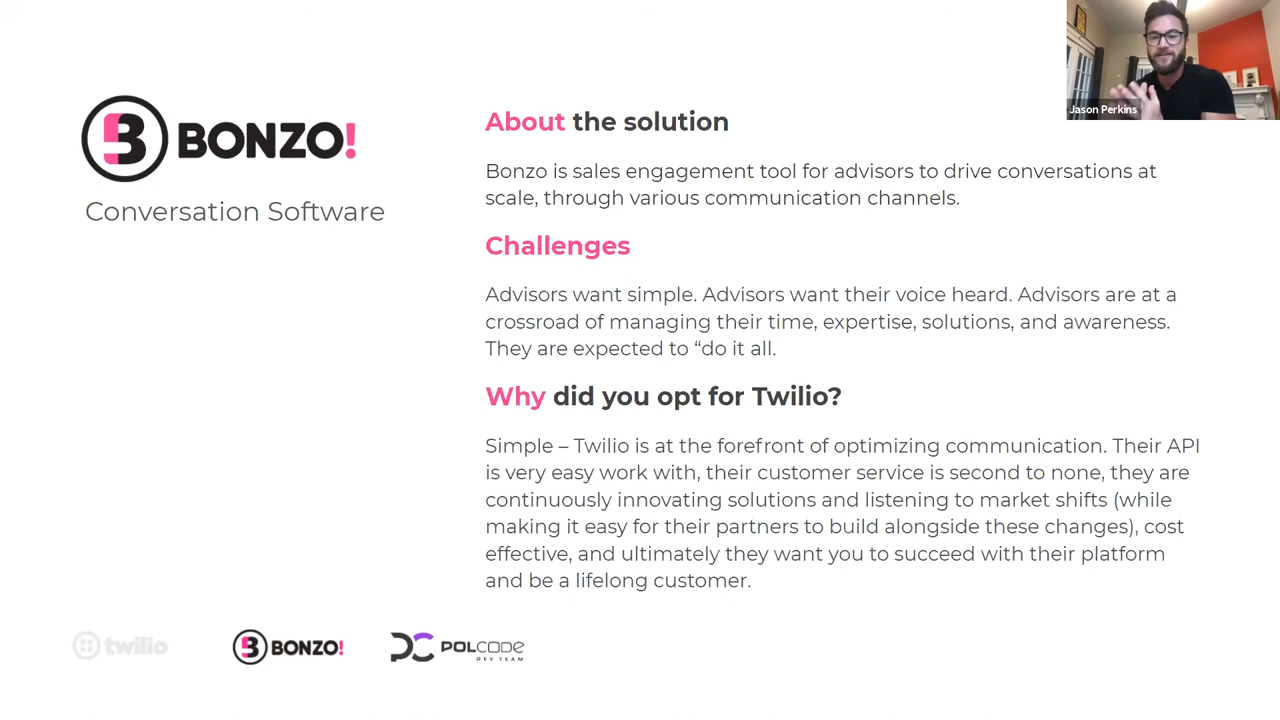 Jason Perkins
BONZO!
Conversation Software
About the solution
Bonzo is sales engagement tool for advisors to drive conversations at
scale, through various communication channels.
Challenges
Advisors want simple. Advisors want their voice heard. Advisors are at a
crossroad of managing their time, expertise, solutions, and awareness.
They are expected to “do it all.
Why did you opt for Twilio?
Simple – Twilio is at the forefront of optimizing communication. Their API
is very easy work with, their customer service is second to none, they are
continuously innovating solutions and listening to market shifts (while
making it easy for their partners to build alongside these changes), cost
effective, and ultimately they want you to succeed with their platform
and be a lifelong customer.
twilio
BONZO!
POLCODE
DEV TEAM